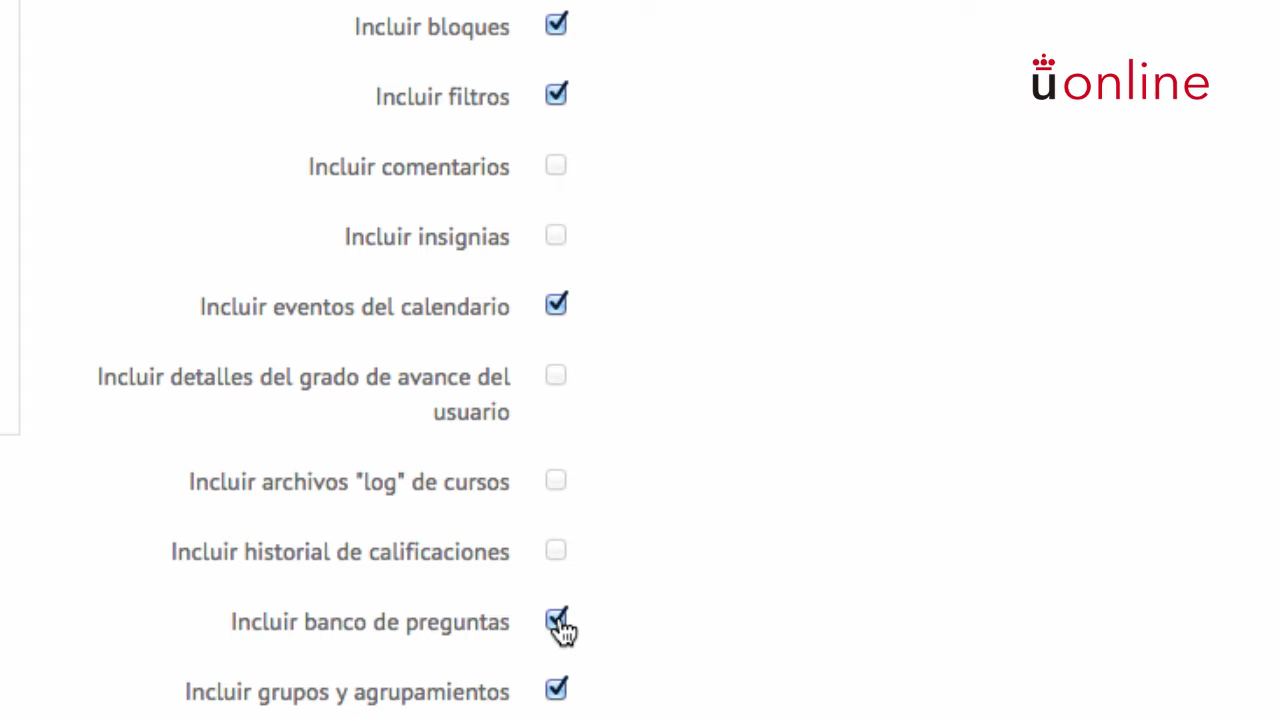 Incluir bloques
uonline
Incluir filtros
Incluir comentarios
Incluir insignias
Incluir eventos del calendario
Incluir detalles del grado de avance del
usuario
Incluir archivos "log" de cursos
Incluir historial de calificaciones
Incluir banco de preguntas
Incluir grupos y agrupamientos